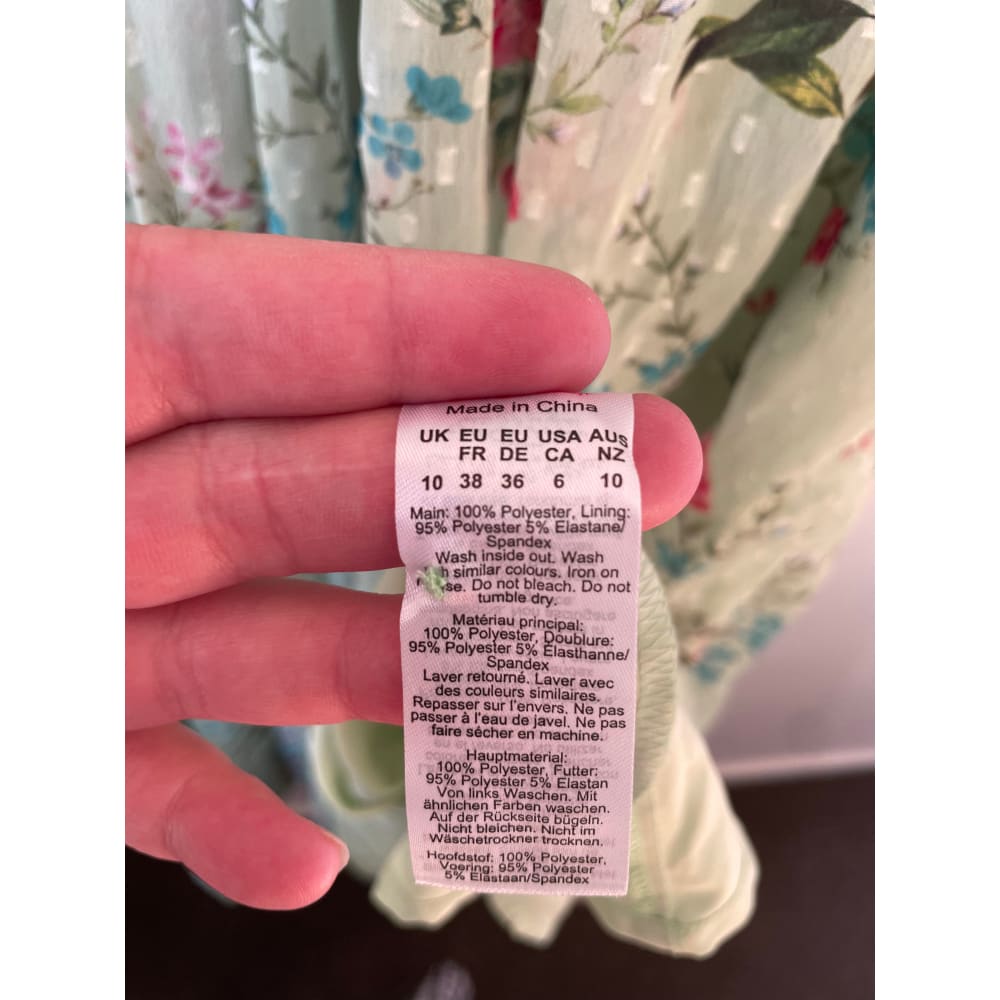 Made in China
UK EU EU USA AUS
FR DE CA NZ
10 38 36 6 10
Main: 100% Polyester, Lining:
95% Polyester 5% Elastane/
Spandex
Wash inside out. Wash
similar colours. Iron on
Do not bleach. Do not
tumble dry.
Matériau principal:
100% Polyester, Doublure:
95% Polyester 5% Élasthanne/
Spandex
Laver retourné. Laver avec
des couleurs similaires.
Repasser sur l'envers. Ne pas
passer à l'eau de javel. Ne pas
faire sécher en machine.
Hauptmaterial:
100% Polyester, Futter:
95% Polyester 5% Elastan
Von links Waschen. Mit
ähnlichen Farben waschen.
Auf der Rückseite bügeln.
Nicht bleichen. Nicht im
Wäschetrockner trocknen.
Hoofdstof: 100% Polyester,
Voering: 95% Polyester
5% Elastaan/Spandex